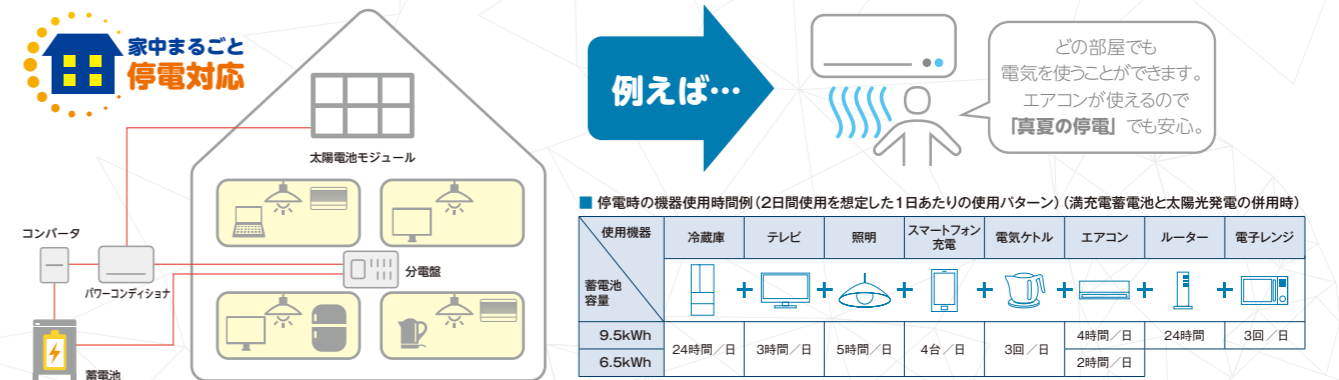 家中まるごと
停電対応
太陽電池モジュール
コンバータ
パワーコンディショナ
分電盤
蓄電池
例えば…
どの部屋でも
電気を使うことができます。
エアコンが使えるので
「真夏の停電」でも安心。
■ 停電時の機器使用時間例(2日間使用を想定した1日あたりの使用パターン)(満充電蓄電池と太陽光発電の併用時)
使用機器 冷蔵庫 テレビ 照明 スマートフォン充電 電気ケトル エアコン ルーター 電子レンジ
蓄電池
容量
+ + + + + + +
9.5kWh 24時間/日 3時間/日 5時間/日 4台/日 3回/日 4時間/日 24時間 3回/日
6.5kWh 2時間/日